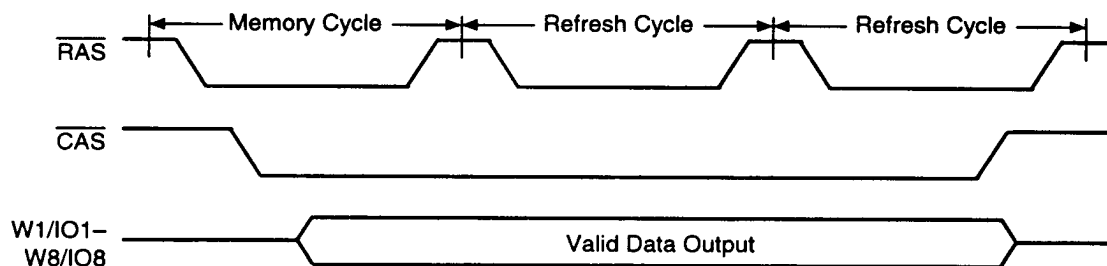 Memory Cycle Refresh Cycle Refresh Cycle
RAS
CAS
W1/IO1–
W8/IO8
Valid Data Output